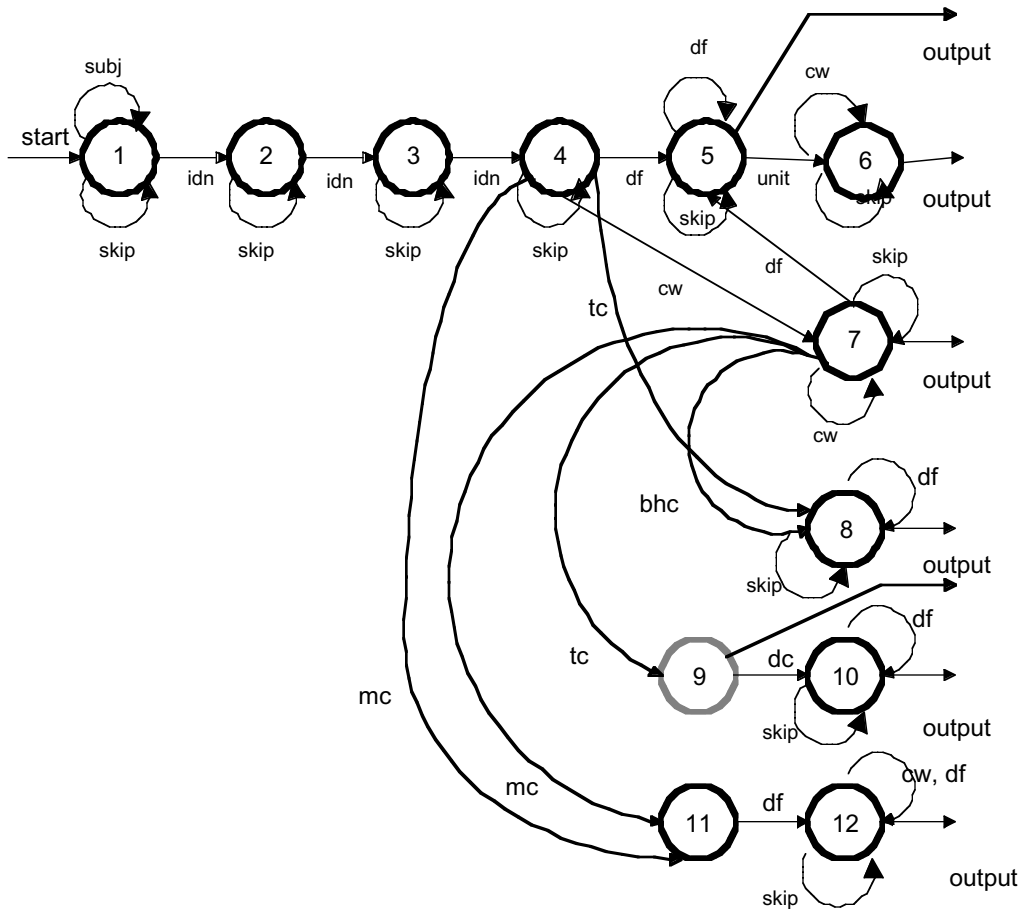 output
df
cw
subj
start
1
2
3
4
5
6
idn
idn
idn
df
unit
output
skip
skip
skip
skip
skip
skip
skip
df
cw
tc
7
output
cw
df
bhc
8
output
skip
df
tc
9
dc
10
mc
output
skip
cw, df
mc
df
11
12
output
skip